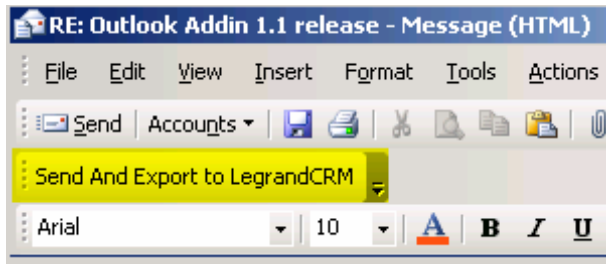 RE: Outlook Addin 1.1 release - Message (HTML)
File Edit View Insert Format Tools Actions
Send Accounts
Send And Export to LegrandCRM
Arial 10 A B I U